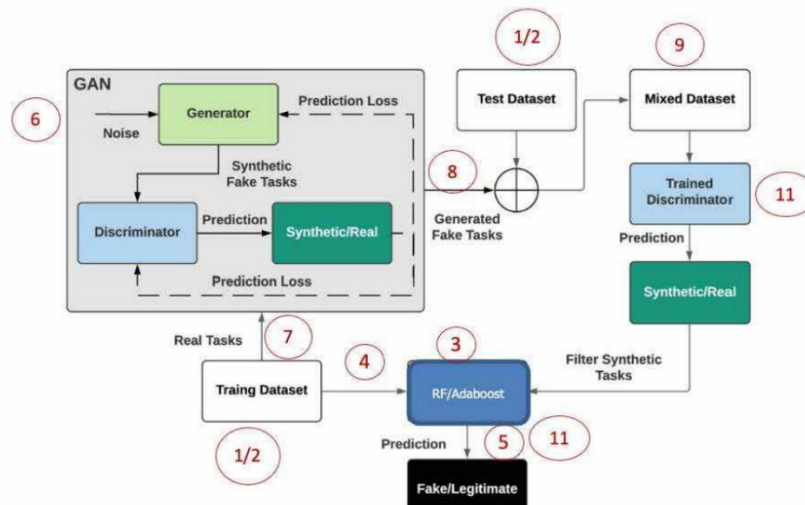 1/2
9
GAN
6
Noise
Generator
Prediction Loss
Test Dataset
Mixed Dataset
Synthetic
Fake Tasks
8
Generated
Fake Tasks
Trained
Discriminator
11
Discriminator
Prediction
Synthetic/Real
Prediction Loss
Prediction
Synthetic/Real
Real Tasks
7
4
3
Filter Synthetic
Tasks
Traing Dataset
RF/Adaboost
1/2
Prediction
5
11
Fake/Legitimate